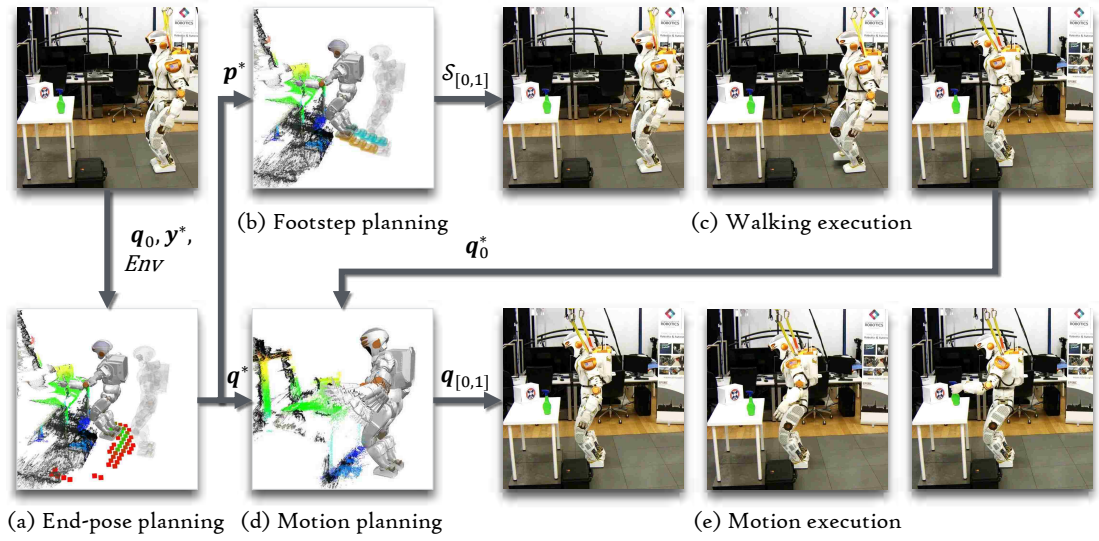 p*
S[0,1]
(b) Footstep planning
(c) Walking execution
q0, y*,
Env
q0*
q*
q[0,1]
(a) End-pose planning
(d) Motion planning
(e) Motion execution
ROBOTICS